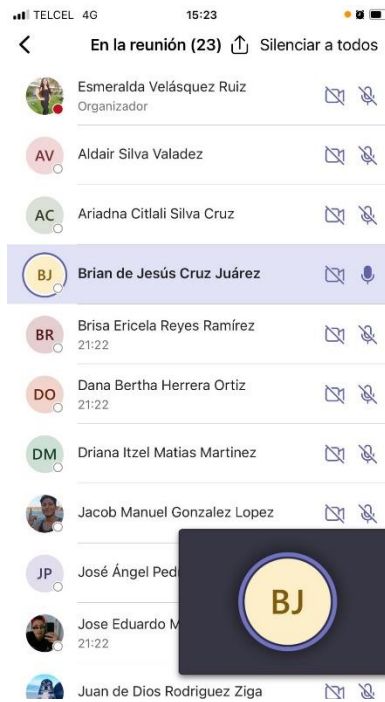 TELCEL 4G 15:23
En la reunión (23) Silenciar a todos
Esmeralda Velásquez Ruiz
Organizador
AV Aldair Silva Valadez
AC Ariadna Citlali Silva Cruz
BJ Brian de Jesús Cruz Juárez
BR Brisa Ericela Reyes Ramírez
21:22
DO Dana Bertha Herrera Ortiz
21:22
DM Driana Itzel Matias Martinez
Jacob Manuel Gonzalez Lopez
JP José Ángel
BJ
Jose Eduardo
21:22
Juan de Dios Rodriguez Ziga